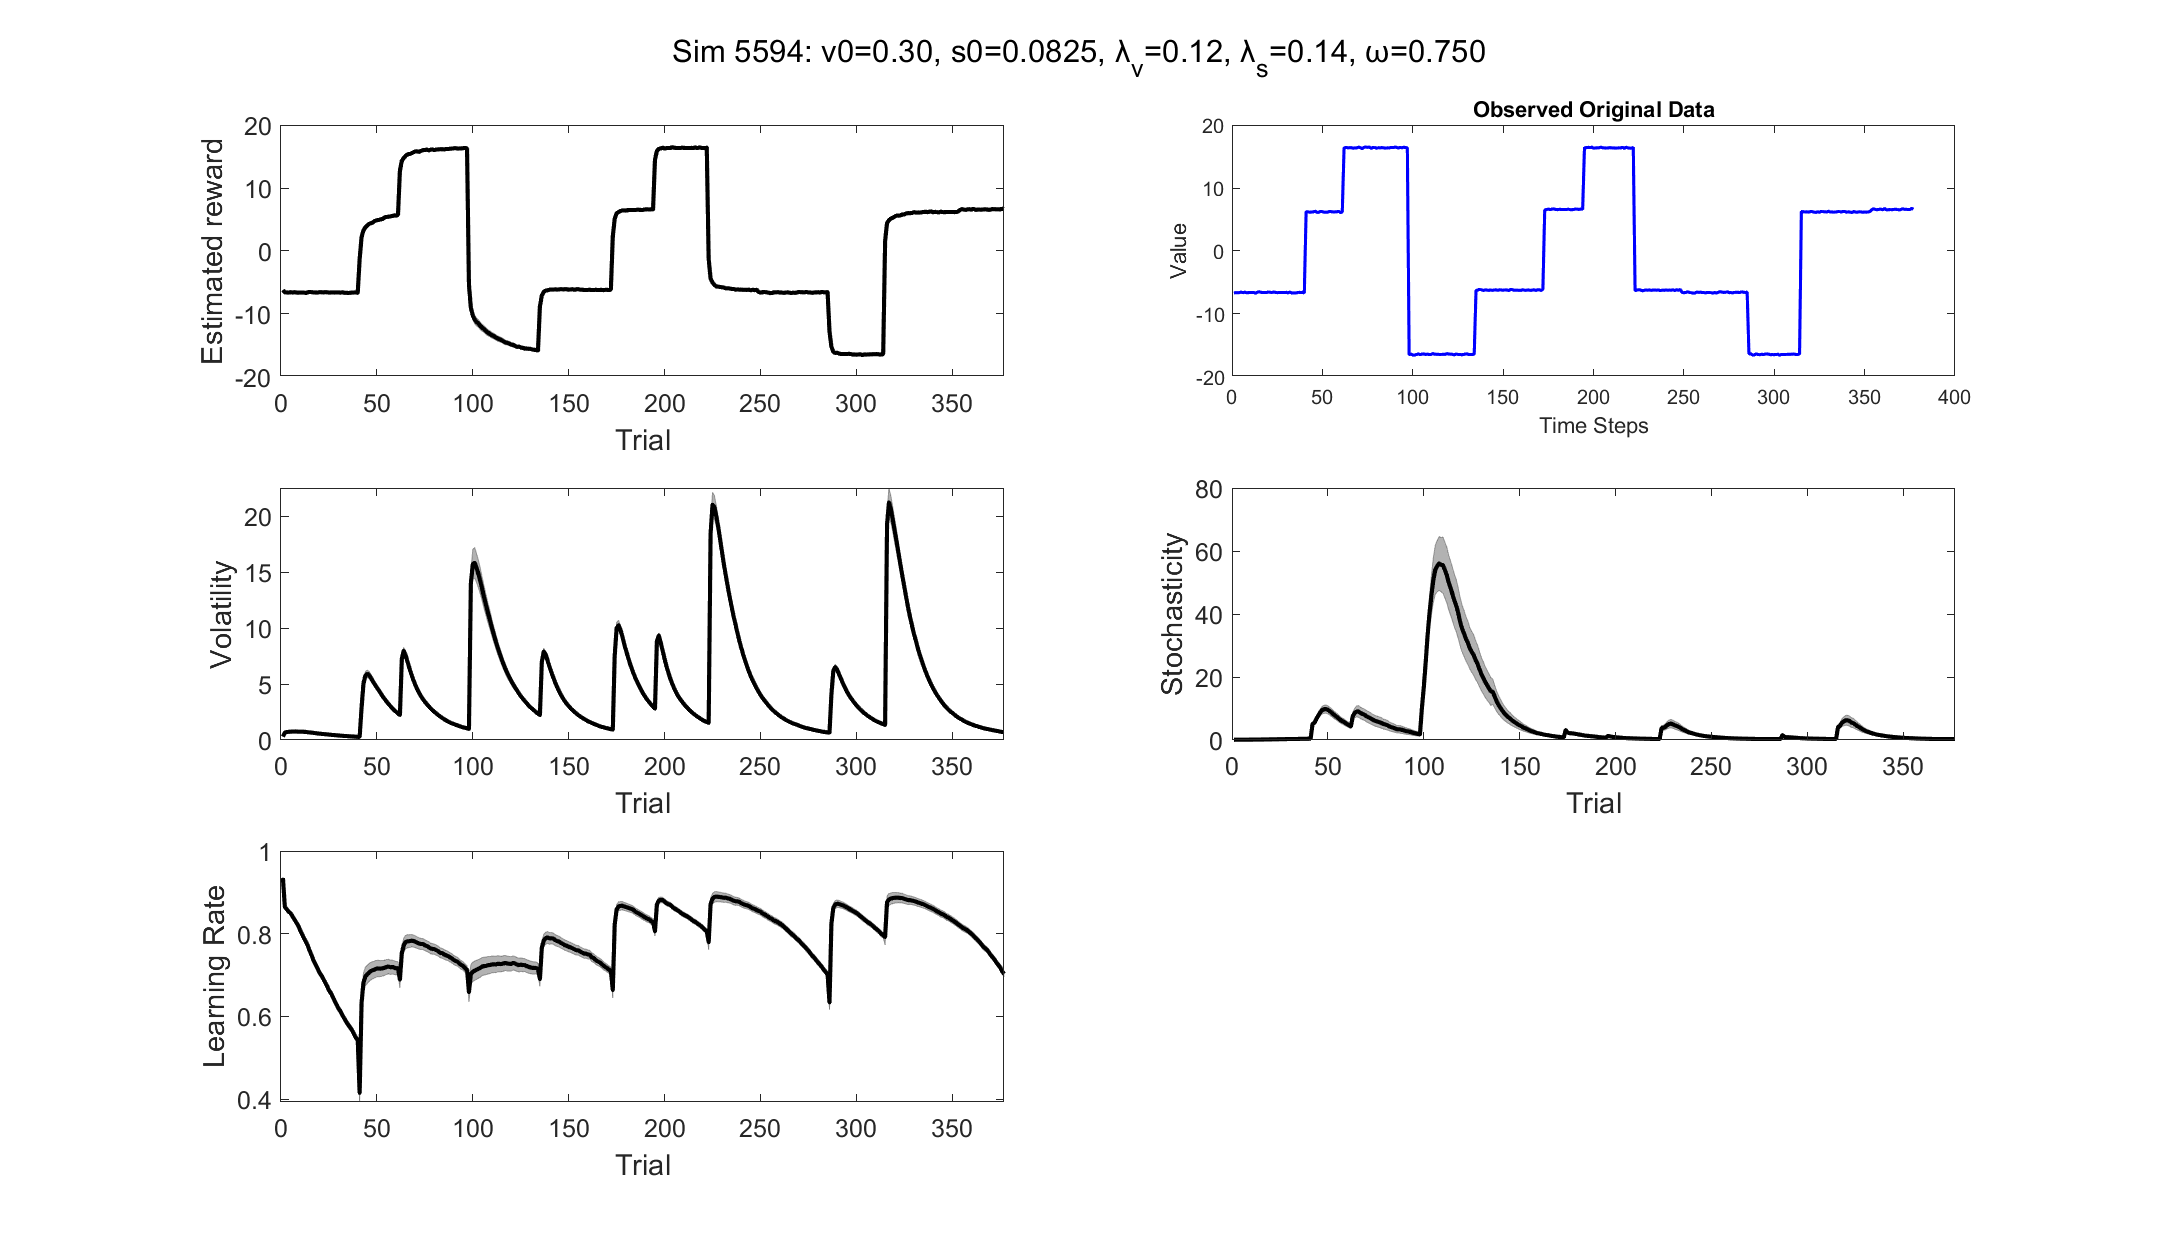 Sim 5594: v0=0.30, s0=0.0825, λ_v=0.12, λ_s=0.14, ω=0.750
20
10
0
-10
-20
Estimated reward
0 50 100 150 200 250 300 350
Trial
Observed Original Data
20
10
0
-10
-20
Value
0 50 100 150 200 250 300 350 400
Time Steps
20
15
10
5
0
Volatility
0 50 100 150 200 250 300 350
Trial
80
60
40
20
0
Stochasticity
0 50 100 150 200 250 300 350
Trial
1
0.8
0.6
0.4
Learning Rate
0 50 100 150 200 250 300 350
Trial